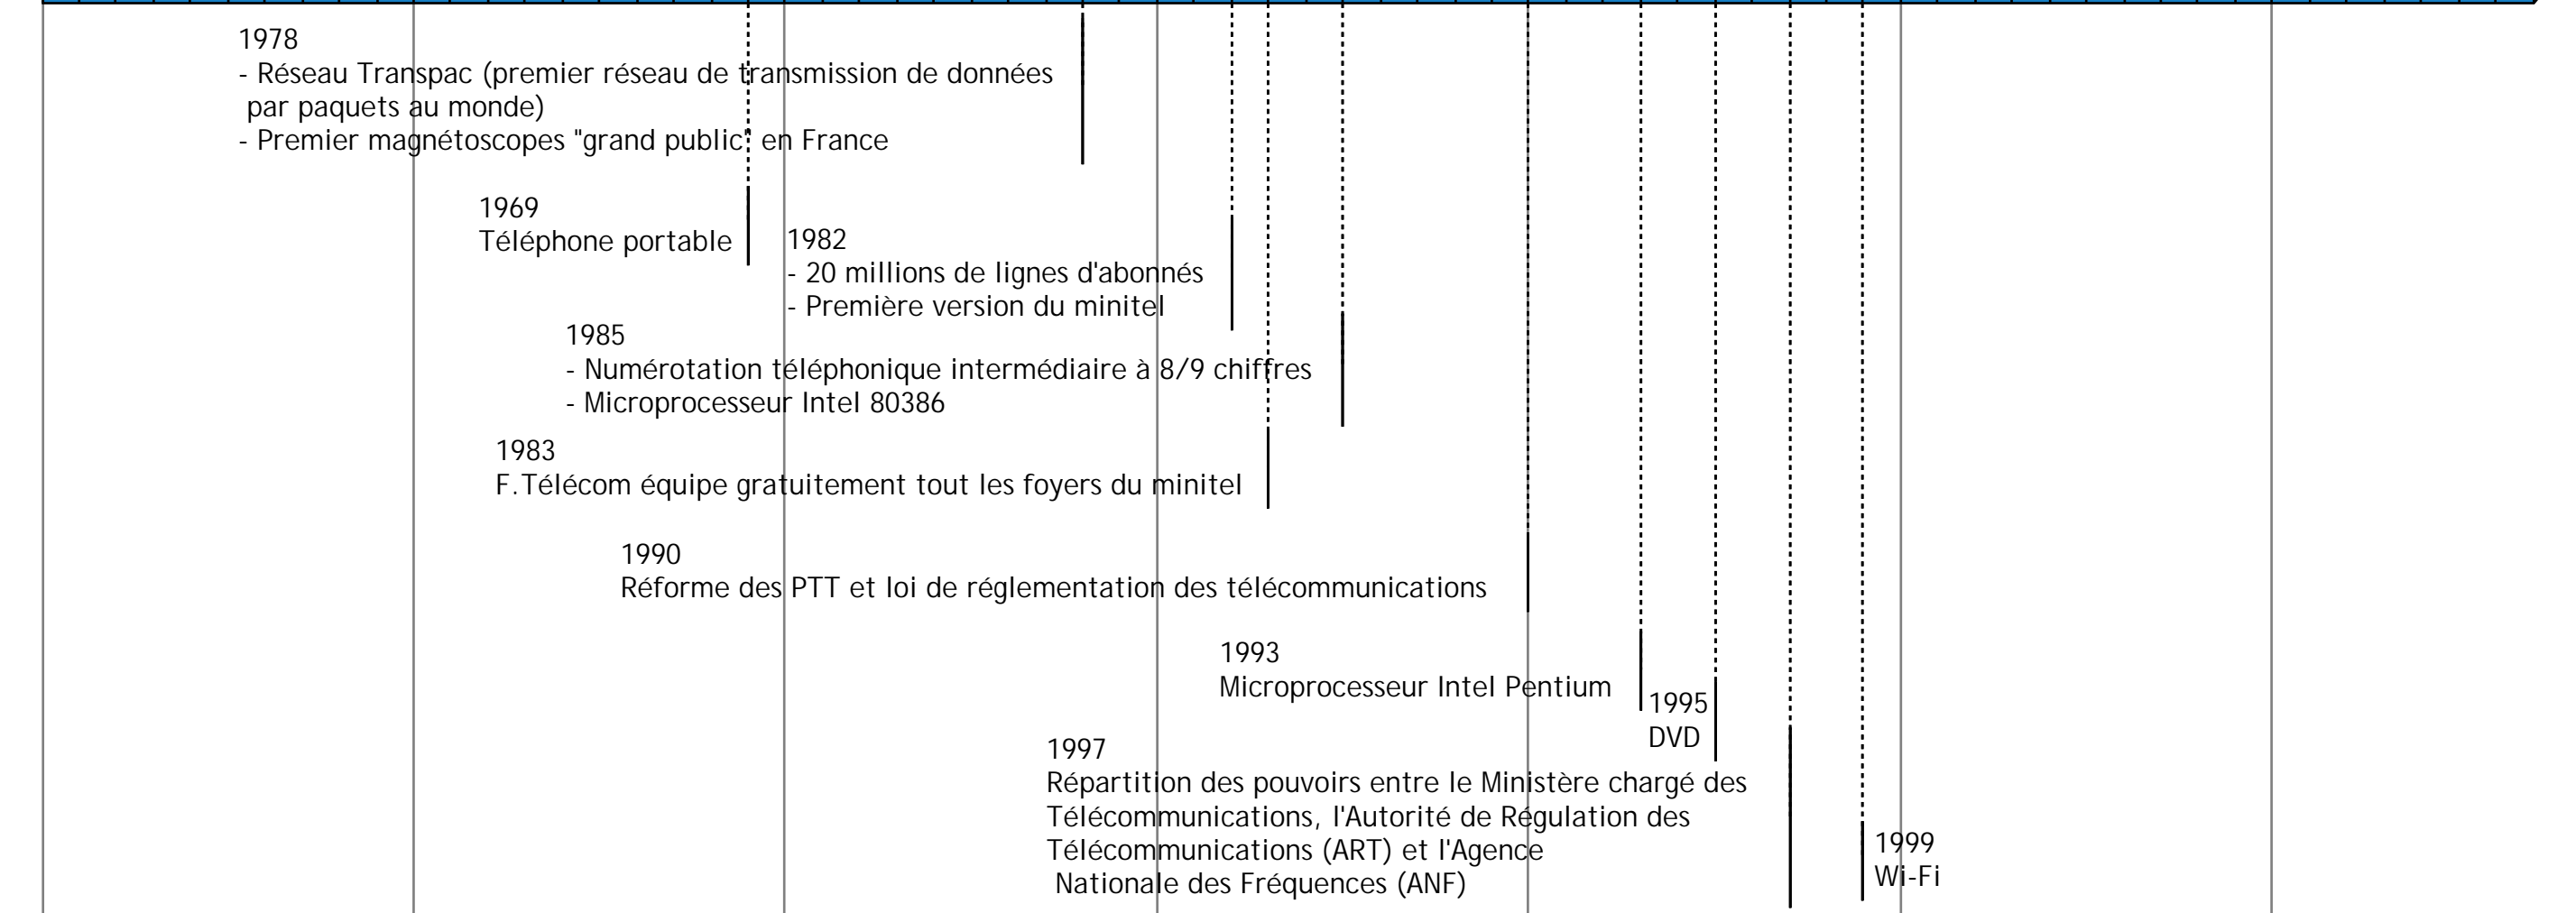 1978
- Réseau Transpac (premier réseau de transmission de données
par paquets au monde)
- Premier magnétoscopes "grand public" en France
1969
Téléphone portable
1982
- 20 millions de lignes d'abonnés
- Première version du minitel
1985
- Numérotation téléphonique intermédiaire à 8/9 chiffres
- Microprocesseur Intel 80386
1983
F.Télécom équipe gratuitement tout les foyers du minitel
1990
Réforme des PTT et loi de réglementation des télécommunications
1993
Microprocesseur Intel Pentium
1995
DVD
1997
Répartition des pouvoirs entre le Ministère chargé des
Télécommunications, l'Autorité de Régulation des
Télécommunications (ART) et l'Agence
Nationale des Fréquences (ANF)
1999
Wi-Fi